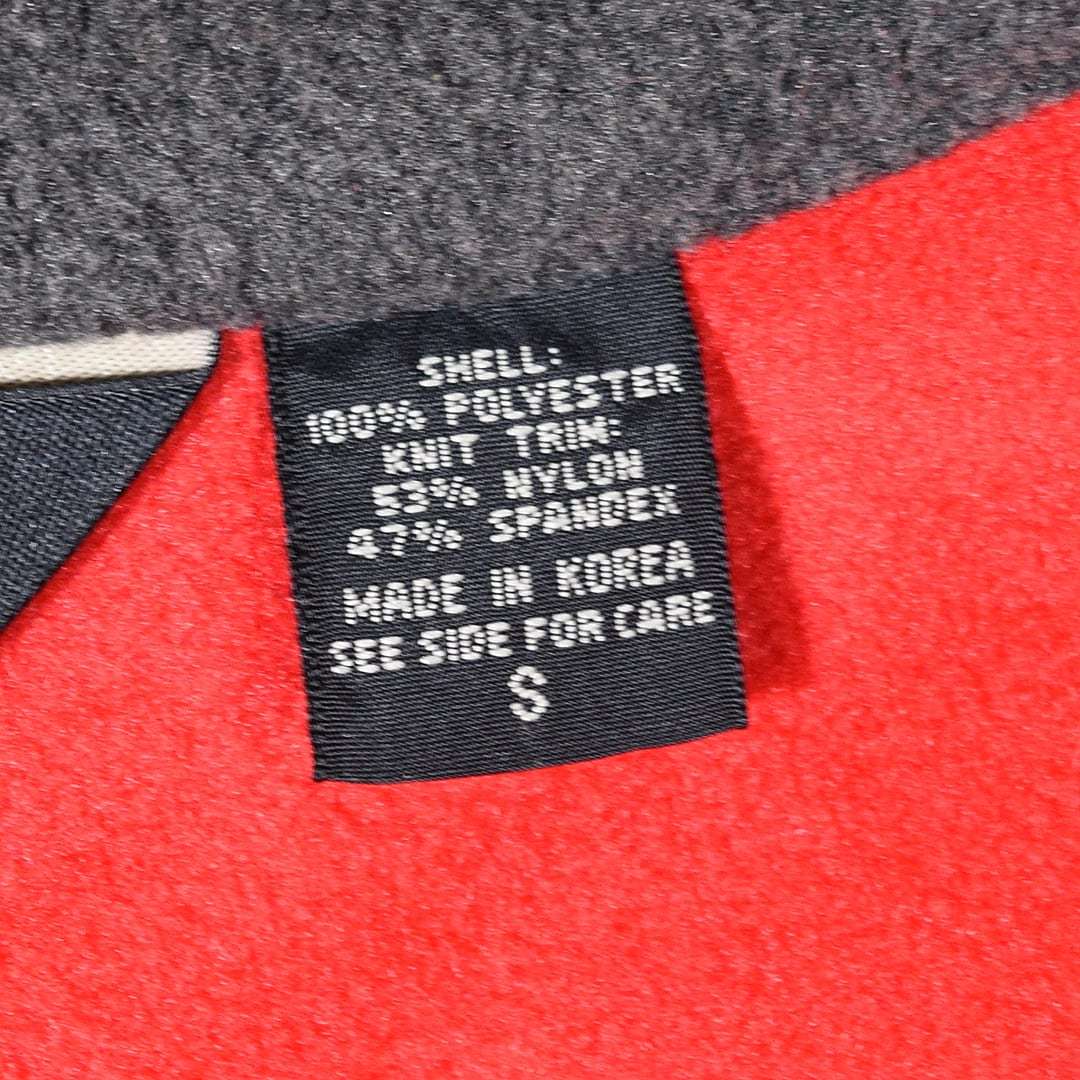 SHELL:
100% POLYESTER
KNIT TRIM:
53% NYLON
47% SPANDEX
MADE IN KOREA
SEE SIDE FOR CARE
S